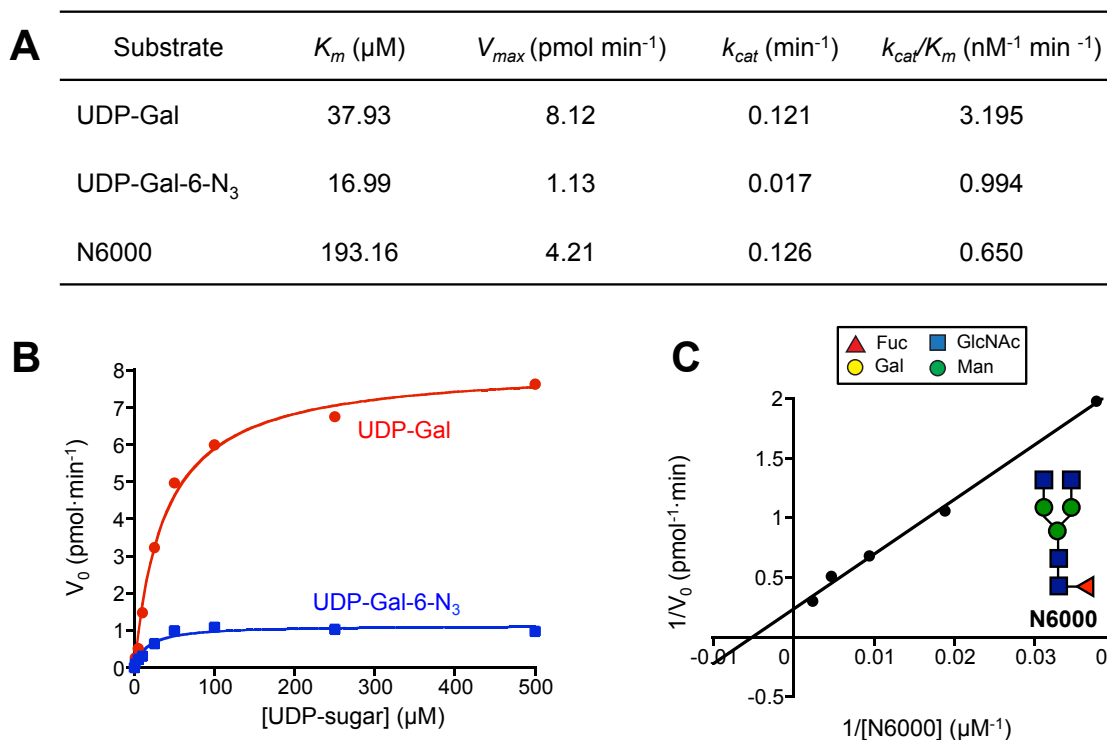 A
Substrate Kₘ (µM) Vₘₐₓ (pmol min⁻¹) k꜀ₐₜ (min⁻¹) k꜀ₐₜ/Kₘ (nM⁻¹ min ⁻¹)
UDP-Gal 37.93 8.12 0.121 3.195
UDP-Gal-6-N₃ 16.99 1.13 0.017 0.994
N6000 193.16 4.21 0.126 0.650
B
8
7
6
5
4
3
2
1
0
V₀ (pmol·min⁻¹)
UDP-Gal
UDP-Gal-6-N₃
0 100 200 300 400 500
[UDP-sugar] (µM)
C
Fuc GlcNAc
Gal Man
2
1.5
1
0.5
-0.5
1/V₀ (pmol⁻¹·min)
N6000
-0.01 0 0.01 0.02 0.03
1/[N6000] (µM⁻¹)